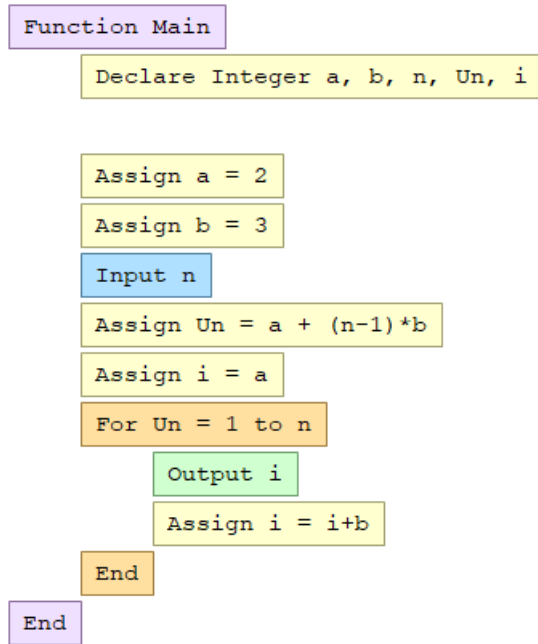 Function Main
Declare Integer a, b, n, Un, i
Assign a = 2
Assign b = 3
Input n
Assign Un = a + (n-1)*b
Assign i = a
For Un = 1 to n
Output i
Assign i = i+b
End
End